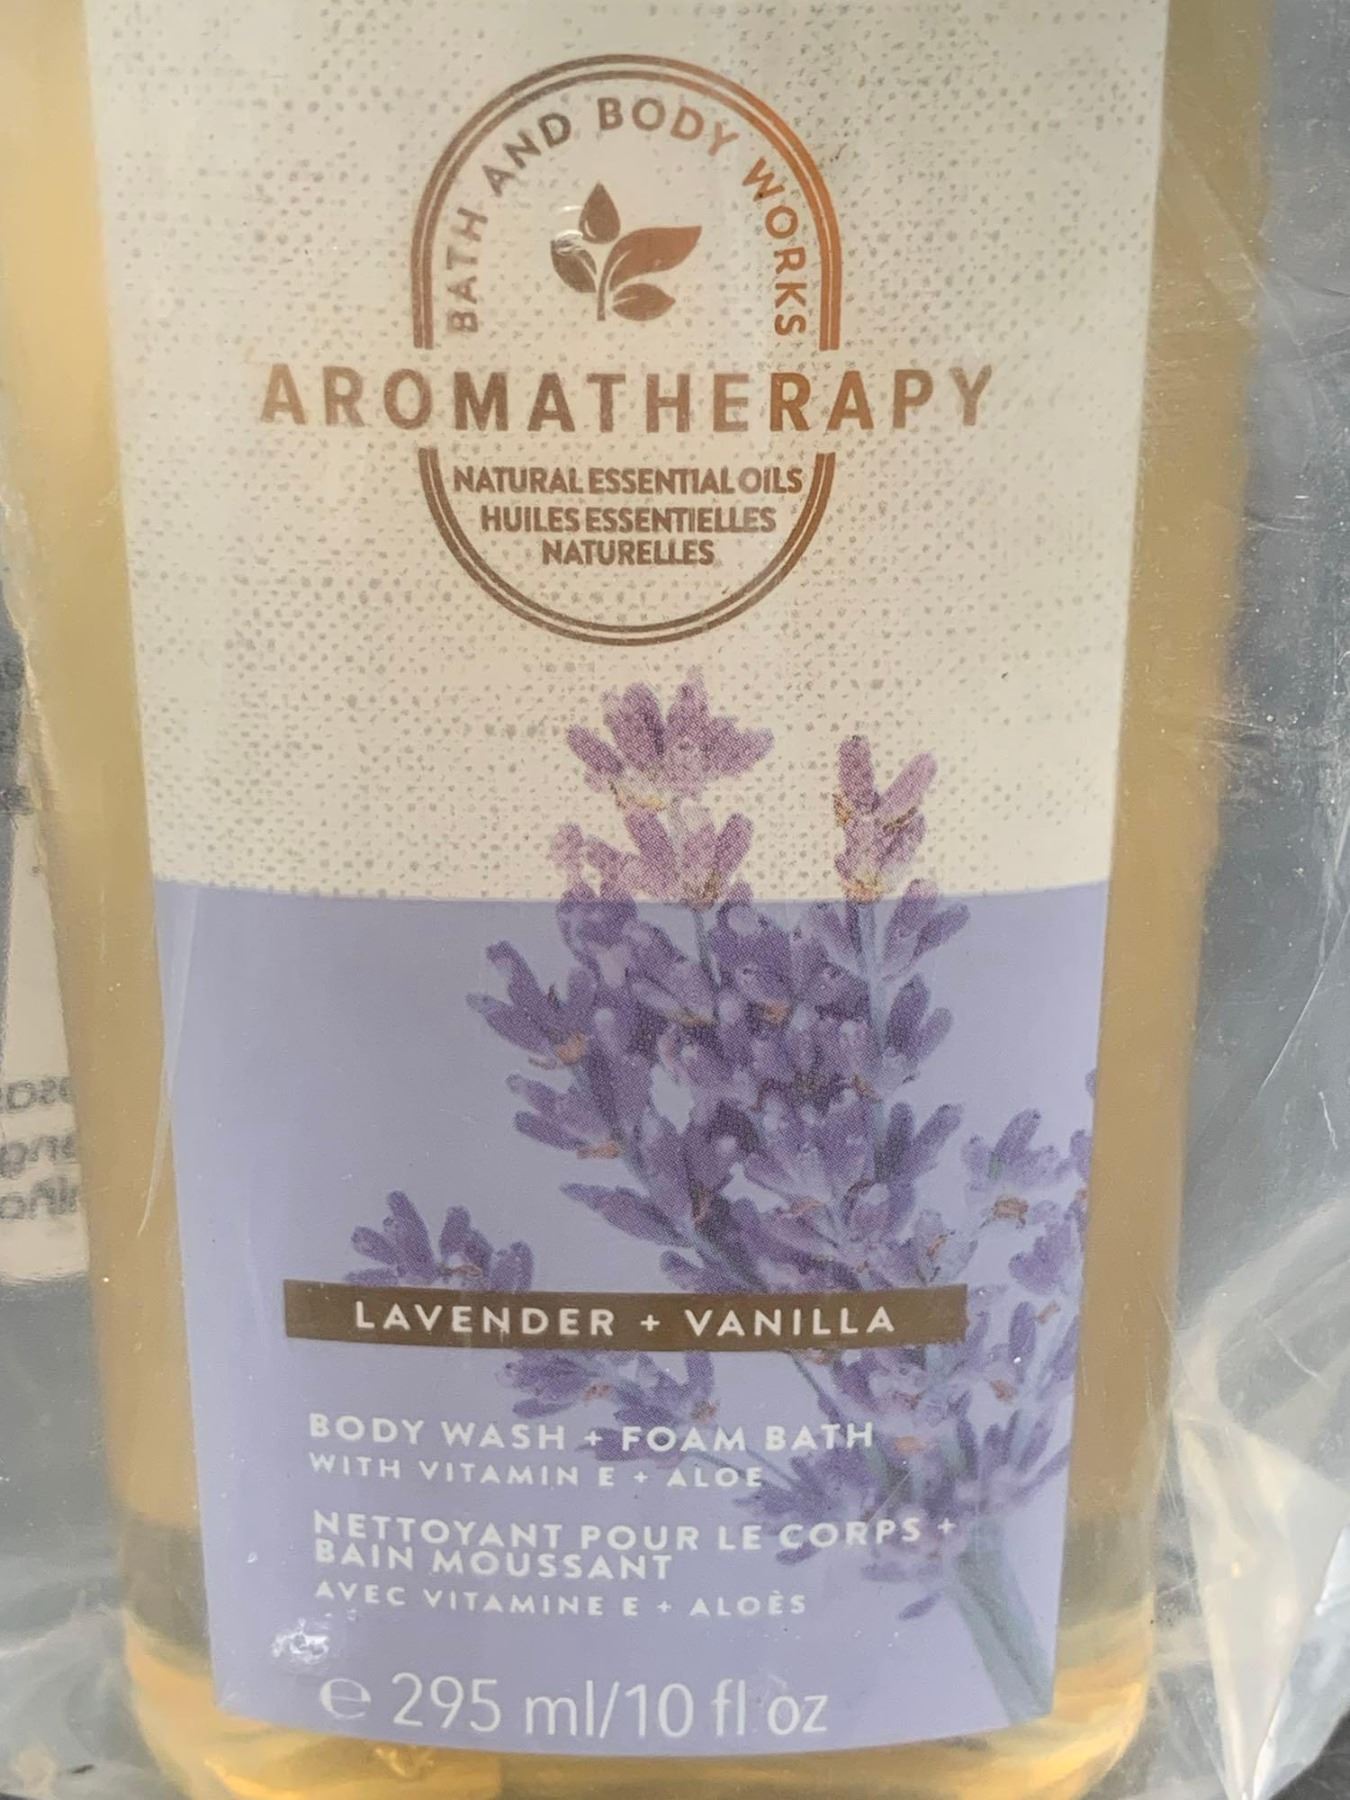 BATH AND BODY WORKS
AROMATHERAPY
NATURAL ESSENTIAL OILS
HUILES ESSENTIELLES
NATURELLES
LAVENDER + VANILLA
BODY WASH + FOAM BATH
WITH VITAMIN E + ALOE
NETTOYANT POUR LE CORPS +
BAIN MOUSSANT
AVEC VITAMINE E + ALOÈS
℮ 295 ml/10 fl oz